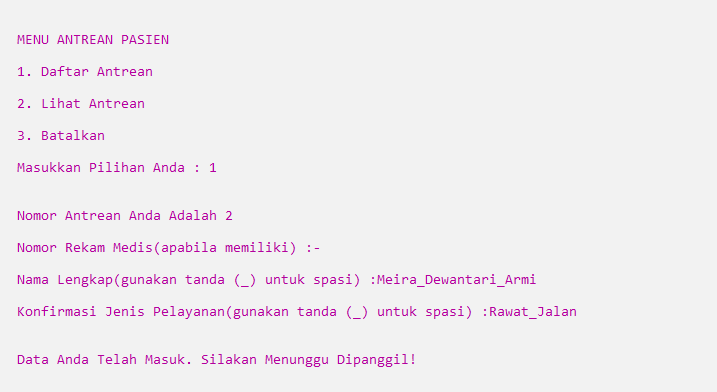 MENU ANTREAN PASIEN
1. Daftar Antrean
2. Lihat Antrean
3. Batalkan
Masukkan Pilihan Anda : 1
Nomor Antrean Anda Adalah 2
Nomor Rekam Medis(apabila memiliki) :-
Nama Lengkap(gunakan tanda (_) untuk spasi) :Meira_Dewantari_Armi
Konfirmasi Jenis Pelayanan(gunakan tanda (_) untuk spasi) :Rawat_Jalan
Data Anda Telah Masuk. Silakan Menunggu Dipanggil!